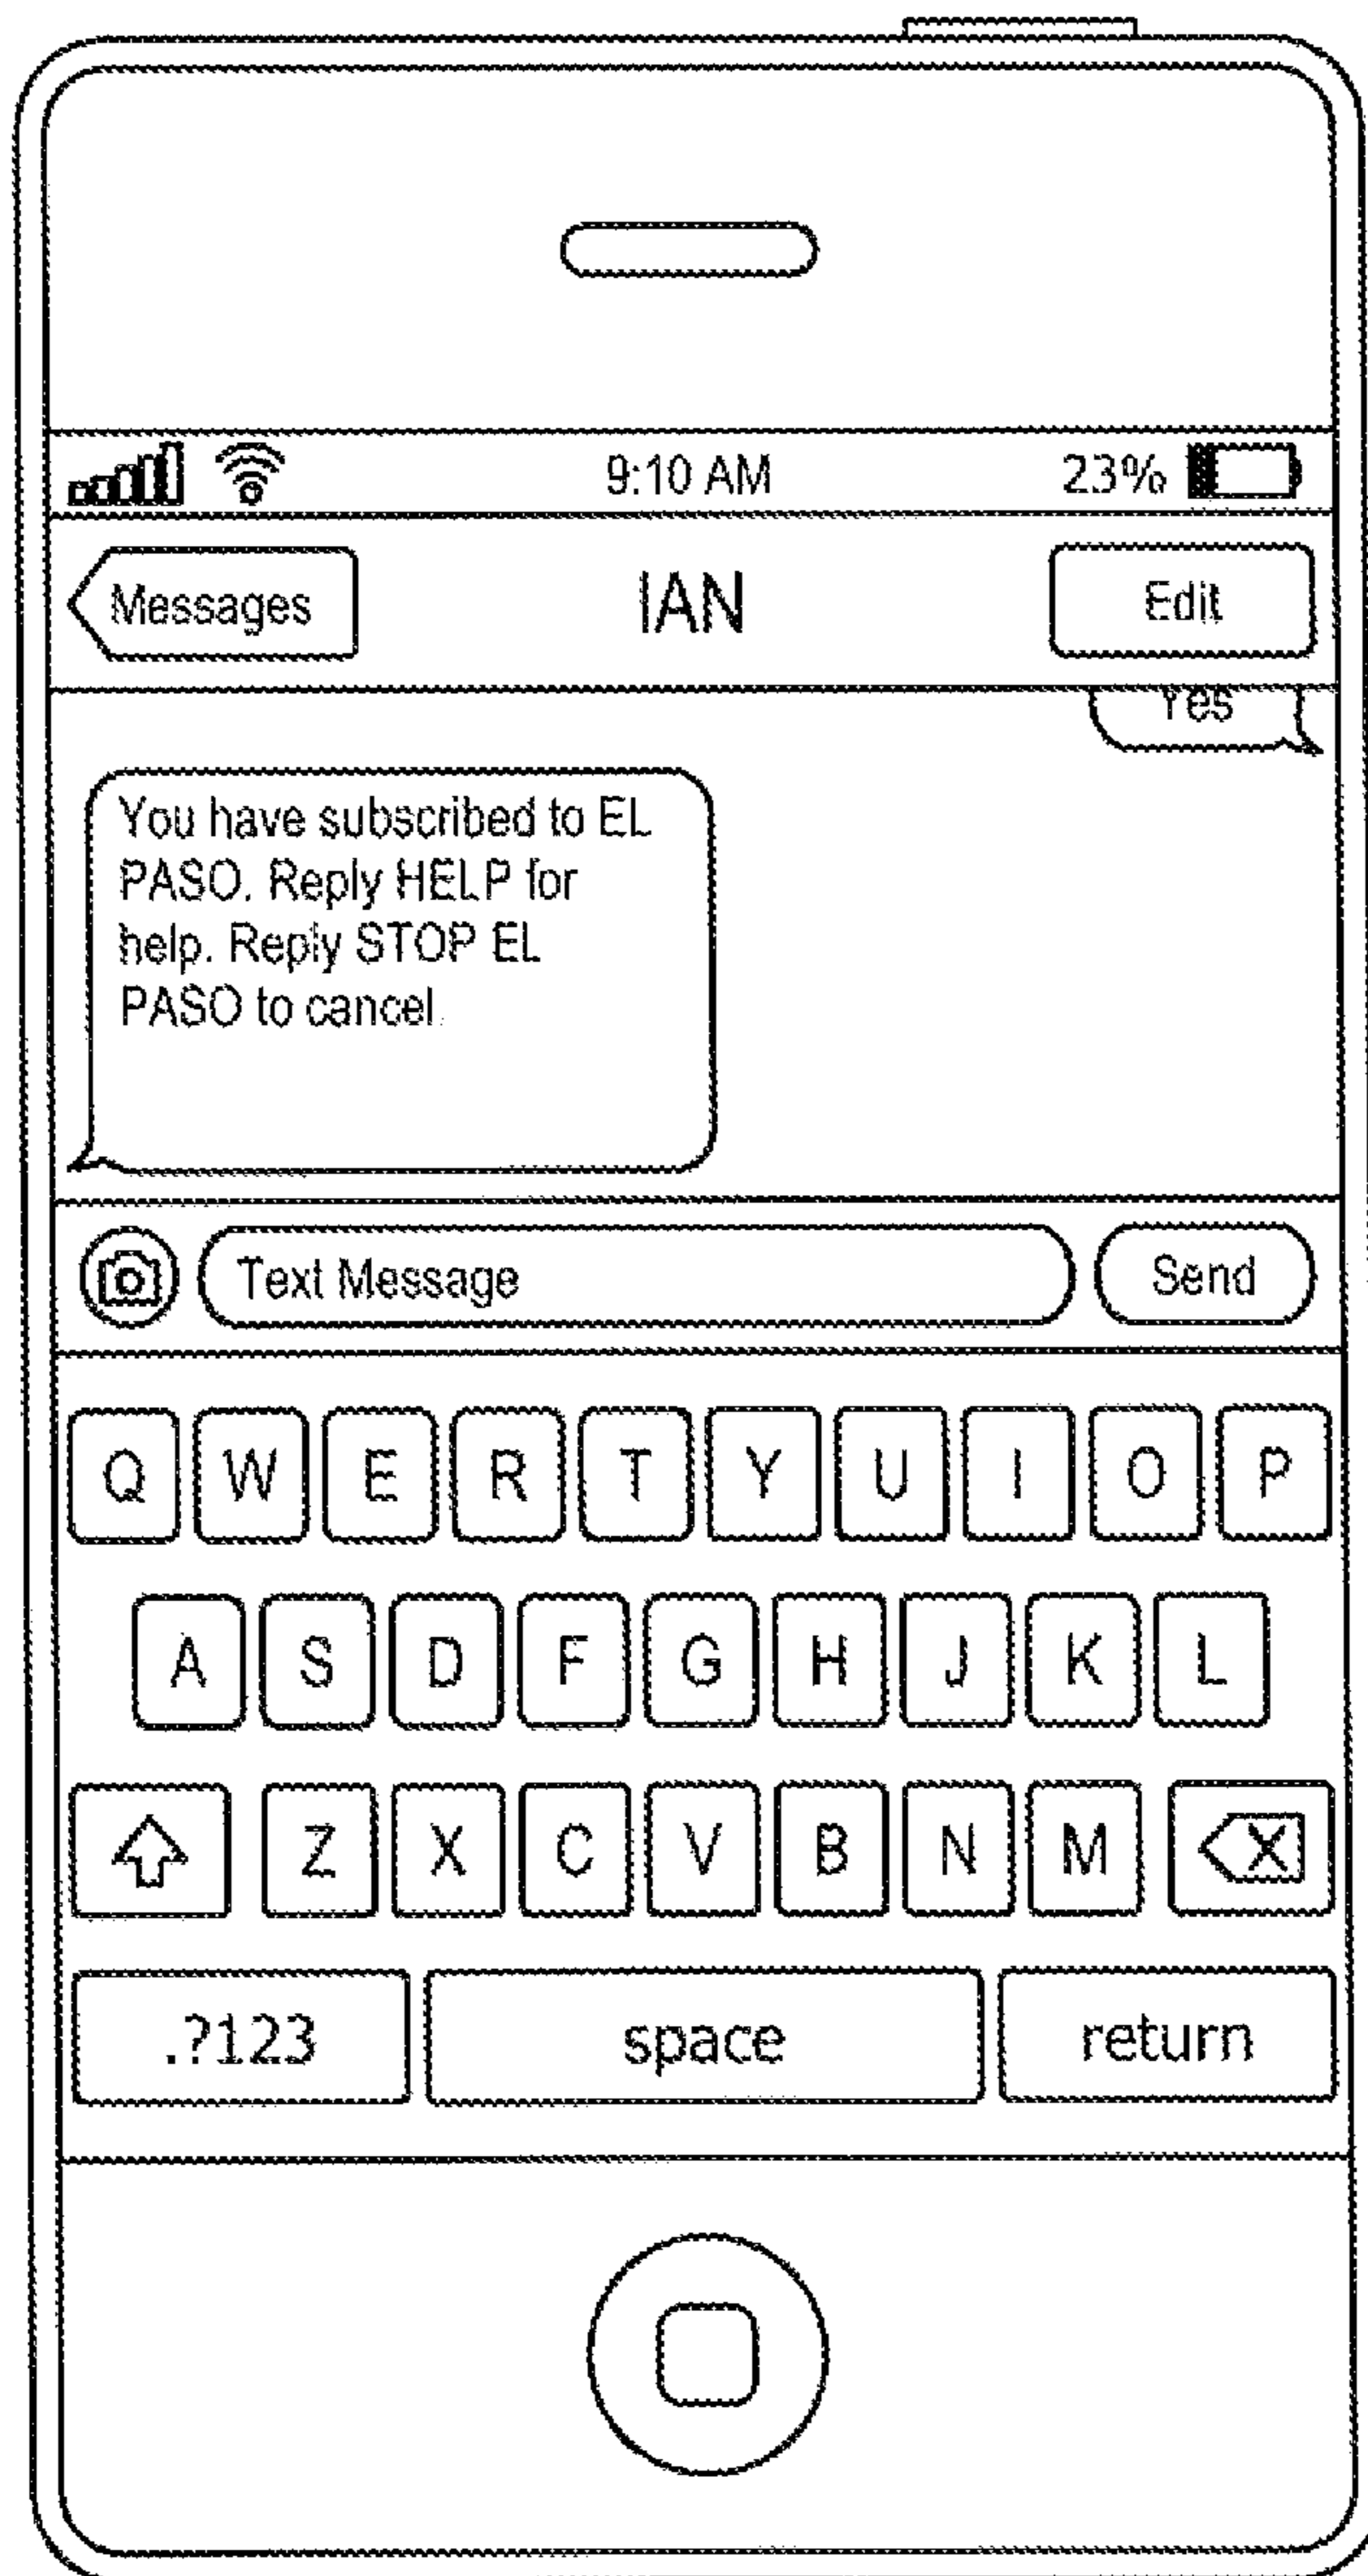 9:10 AM 23%
Messages IAN Edit
Yes
You have subscribed to EL
PASO. Reply HELP for
help. Reply STOP EL
PASO to cancel.
Text Message Send
Q W E R T Y U I O P
A S D F G H J K L
Z X C V B N M X
.?123 space return